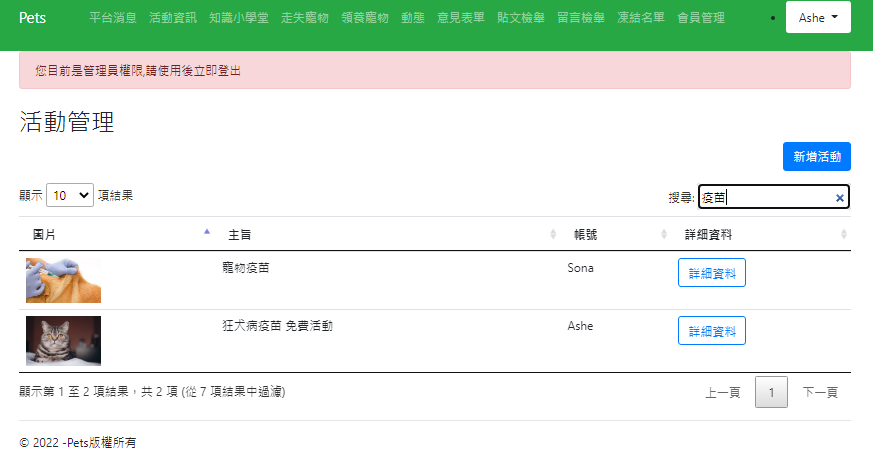 Pets 平台消息 活動資訊 知識小學堂 走失寵物 領養寵物 動態 意見表單 貼文檢舉 留言檢舉 凍結名單 會員管理 Ashe
您目前是管理員權限,請使用後立即登出
活動管理
新增活動
顯示 10 項結果 搜尋: 疫苗
圖片 主旨 帳號 詳細資料
寵物疫苗 Sona 詳細資料
狂犬病疫苗 免費活動 Ashe 詳細資料
顯示第 1 至 2 項結果，共 2 項 (從 7 項結果中過濾) 上一頁 1 下一頁
© 2022 -Pets版權所有